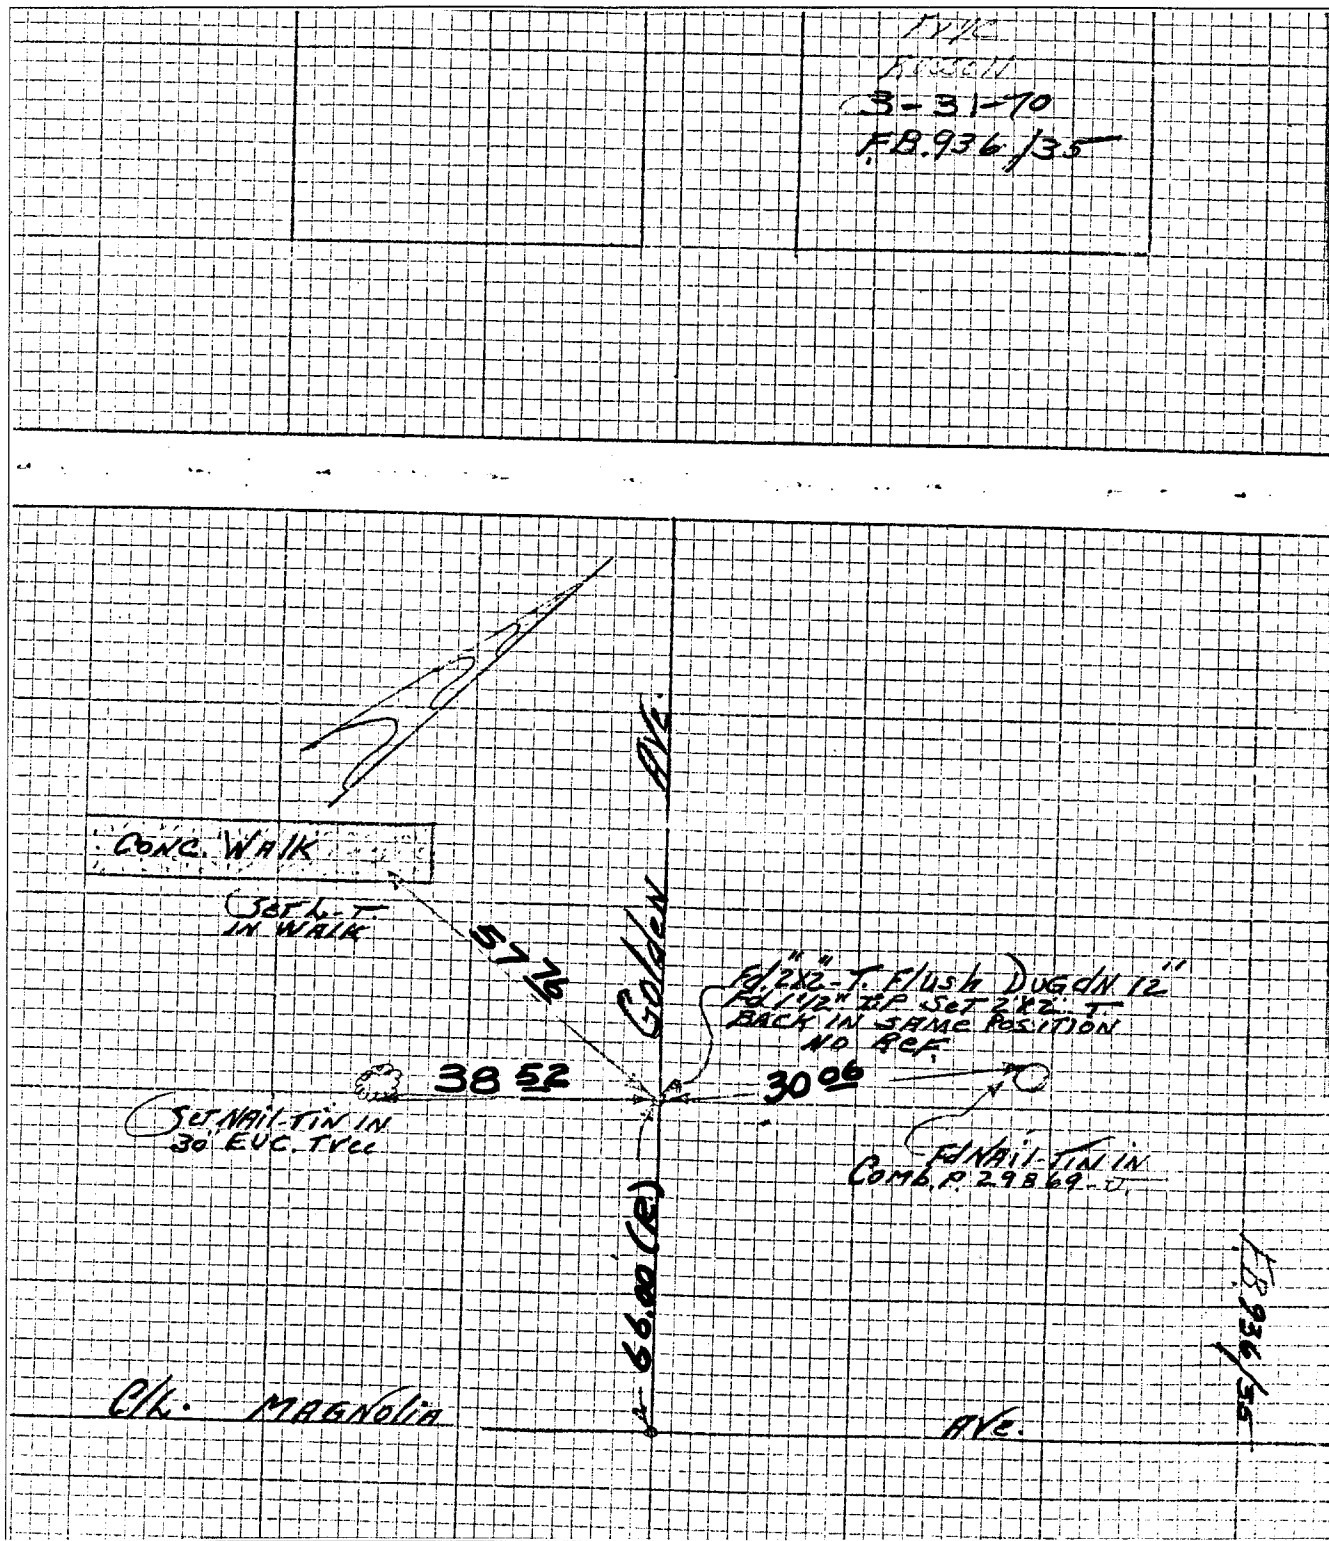 3-31-70
F.B. 936/35
Golden Ave.
Conc. Walk
Set L.T.
in Walk
57 76
Fd. 2"x2"-T. Flush Dug dn 12"
Fd 1 1/2" I.P. Set 2x2 T
Back in same position
No Ref.
38 52
30 06
Set Nail-Tin in
30" Euc. Tree
Fd Nail-Tin in
Comb. P. 29869-J.
66.00 (R.)
F.B. 936/35
C/L. Magnolia Ave.